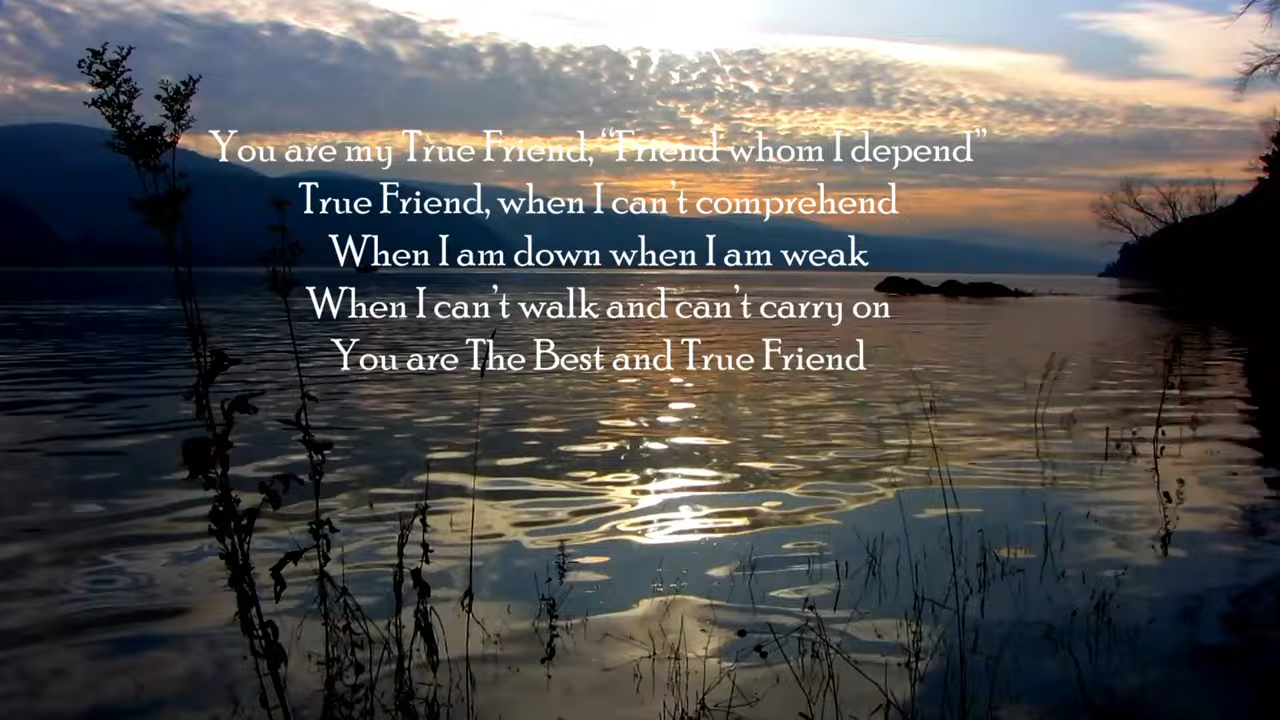 You are my True Friend, “Friend whom I depend”
True Friend, when I can’t comprehend
When I am down when I am weak
When I can’t walk and can’t carry on
You are The Best and True Friend